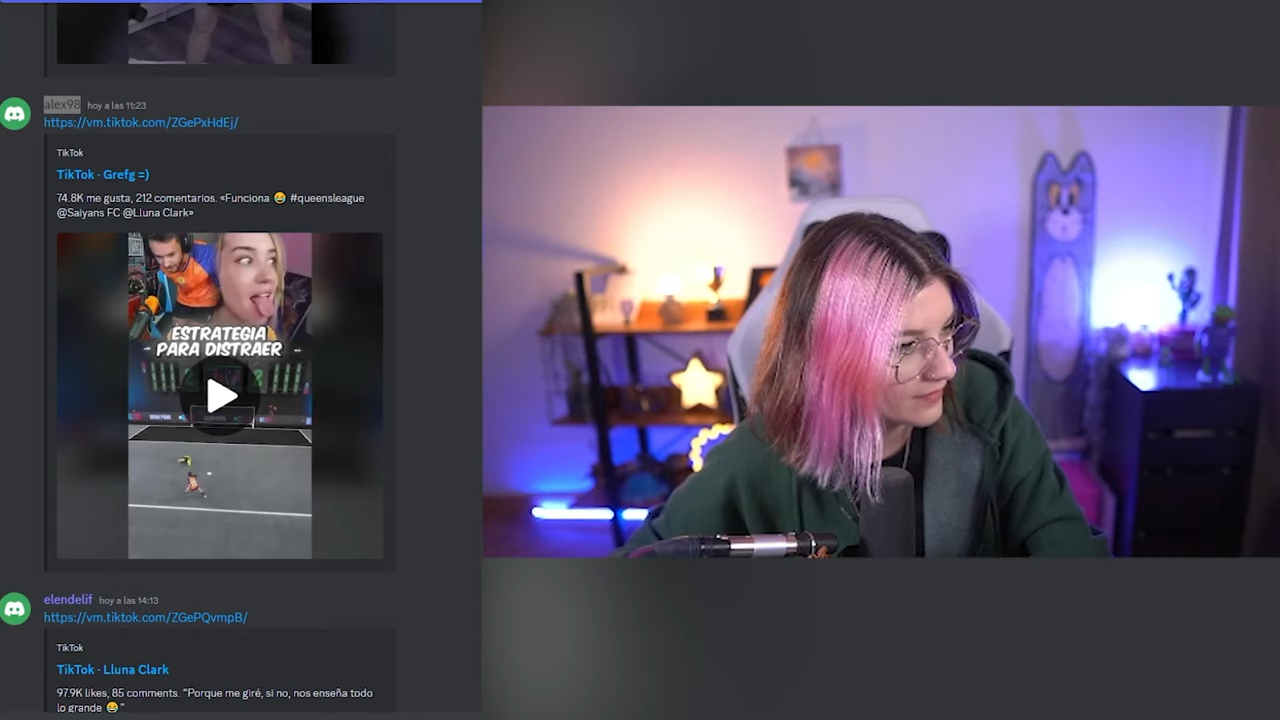 alex98 hoy a las 11:23
https://vm.tiktok.com/ZGePxHdEj/
TikTok
TikTok · Grefg =)
74.8K me gusta, 212 comentarios. «Funciona 😂 #queensleague
@Saiyans FC @Lluna Clark»
ESTRATEGIA
PARA DISTRAER
elendelif hoy a las 14:13
https://vm.tiktok.com/ZGePQvmpB/
TikTok
TikTok · Lluna Clark
97.9K likes, 85 comments. "Porque me giré, si no, nos enseña todo
lo grande 😂"